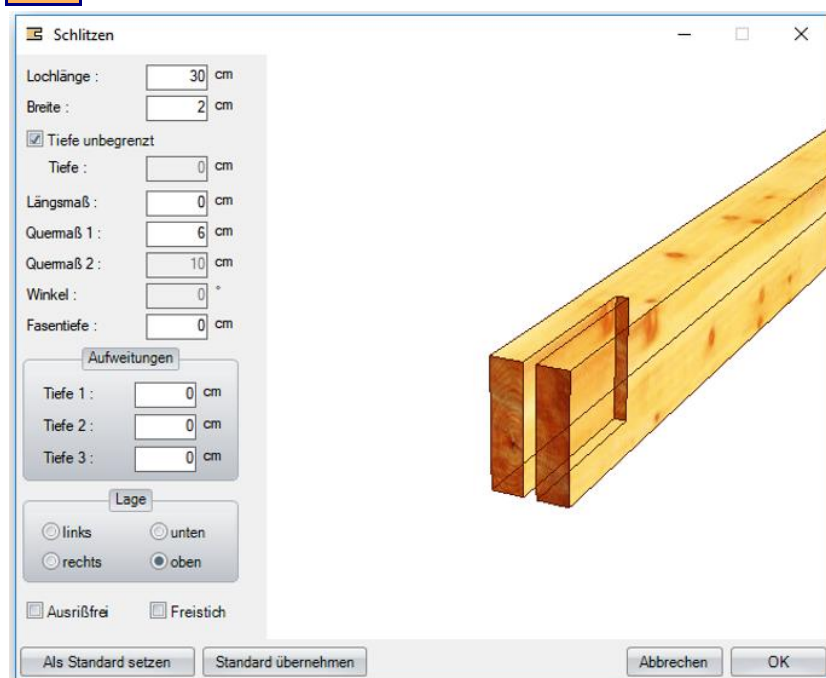 Schlitzen
Lochlänge : 30 cm
Breite : 2 cm
Tiefe unbegrenzt
Tiefe : 0 cm
Längsmaß : 0 cm
Quermaß 1 : 6 cm
Quermaß 2 : 10 cm
Winkel : 0 °
Fasentiefe : 0 cm
Aufweitungen
Tiefe 1 : 0 cm
Tiefe 2 : 0 cm
Tiefe 3 : 0 cm
Lage
links unten
rechts oben
Ausrißfrei Freistich
Als Standard setzen Standard übernehmen Abbrechen OK